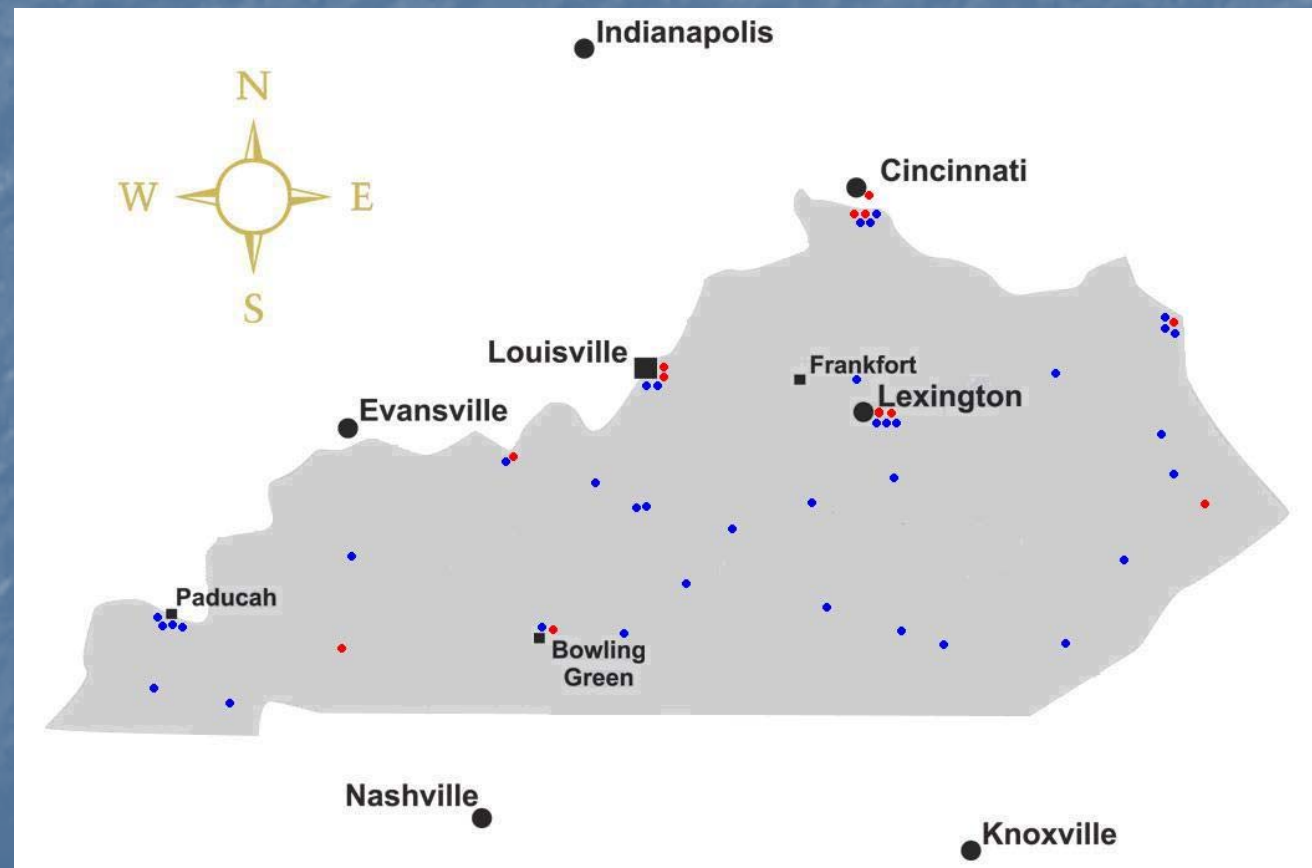 Indianapolis
N
Cincinnati
W
E
S
Louisville
Frankfort
Lexington
Evansville
Paducah
Bowling
Green
Nashville
Knoxville